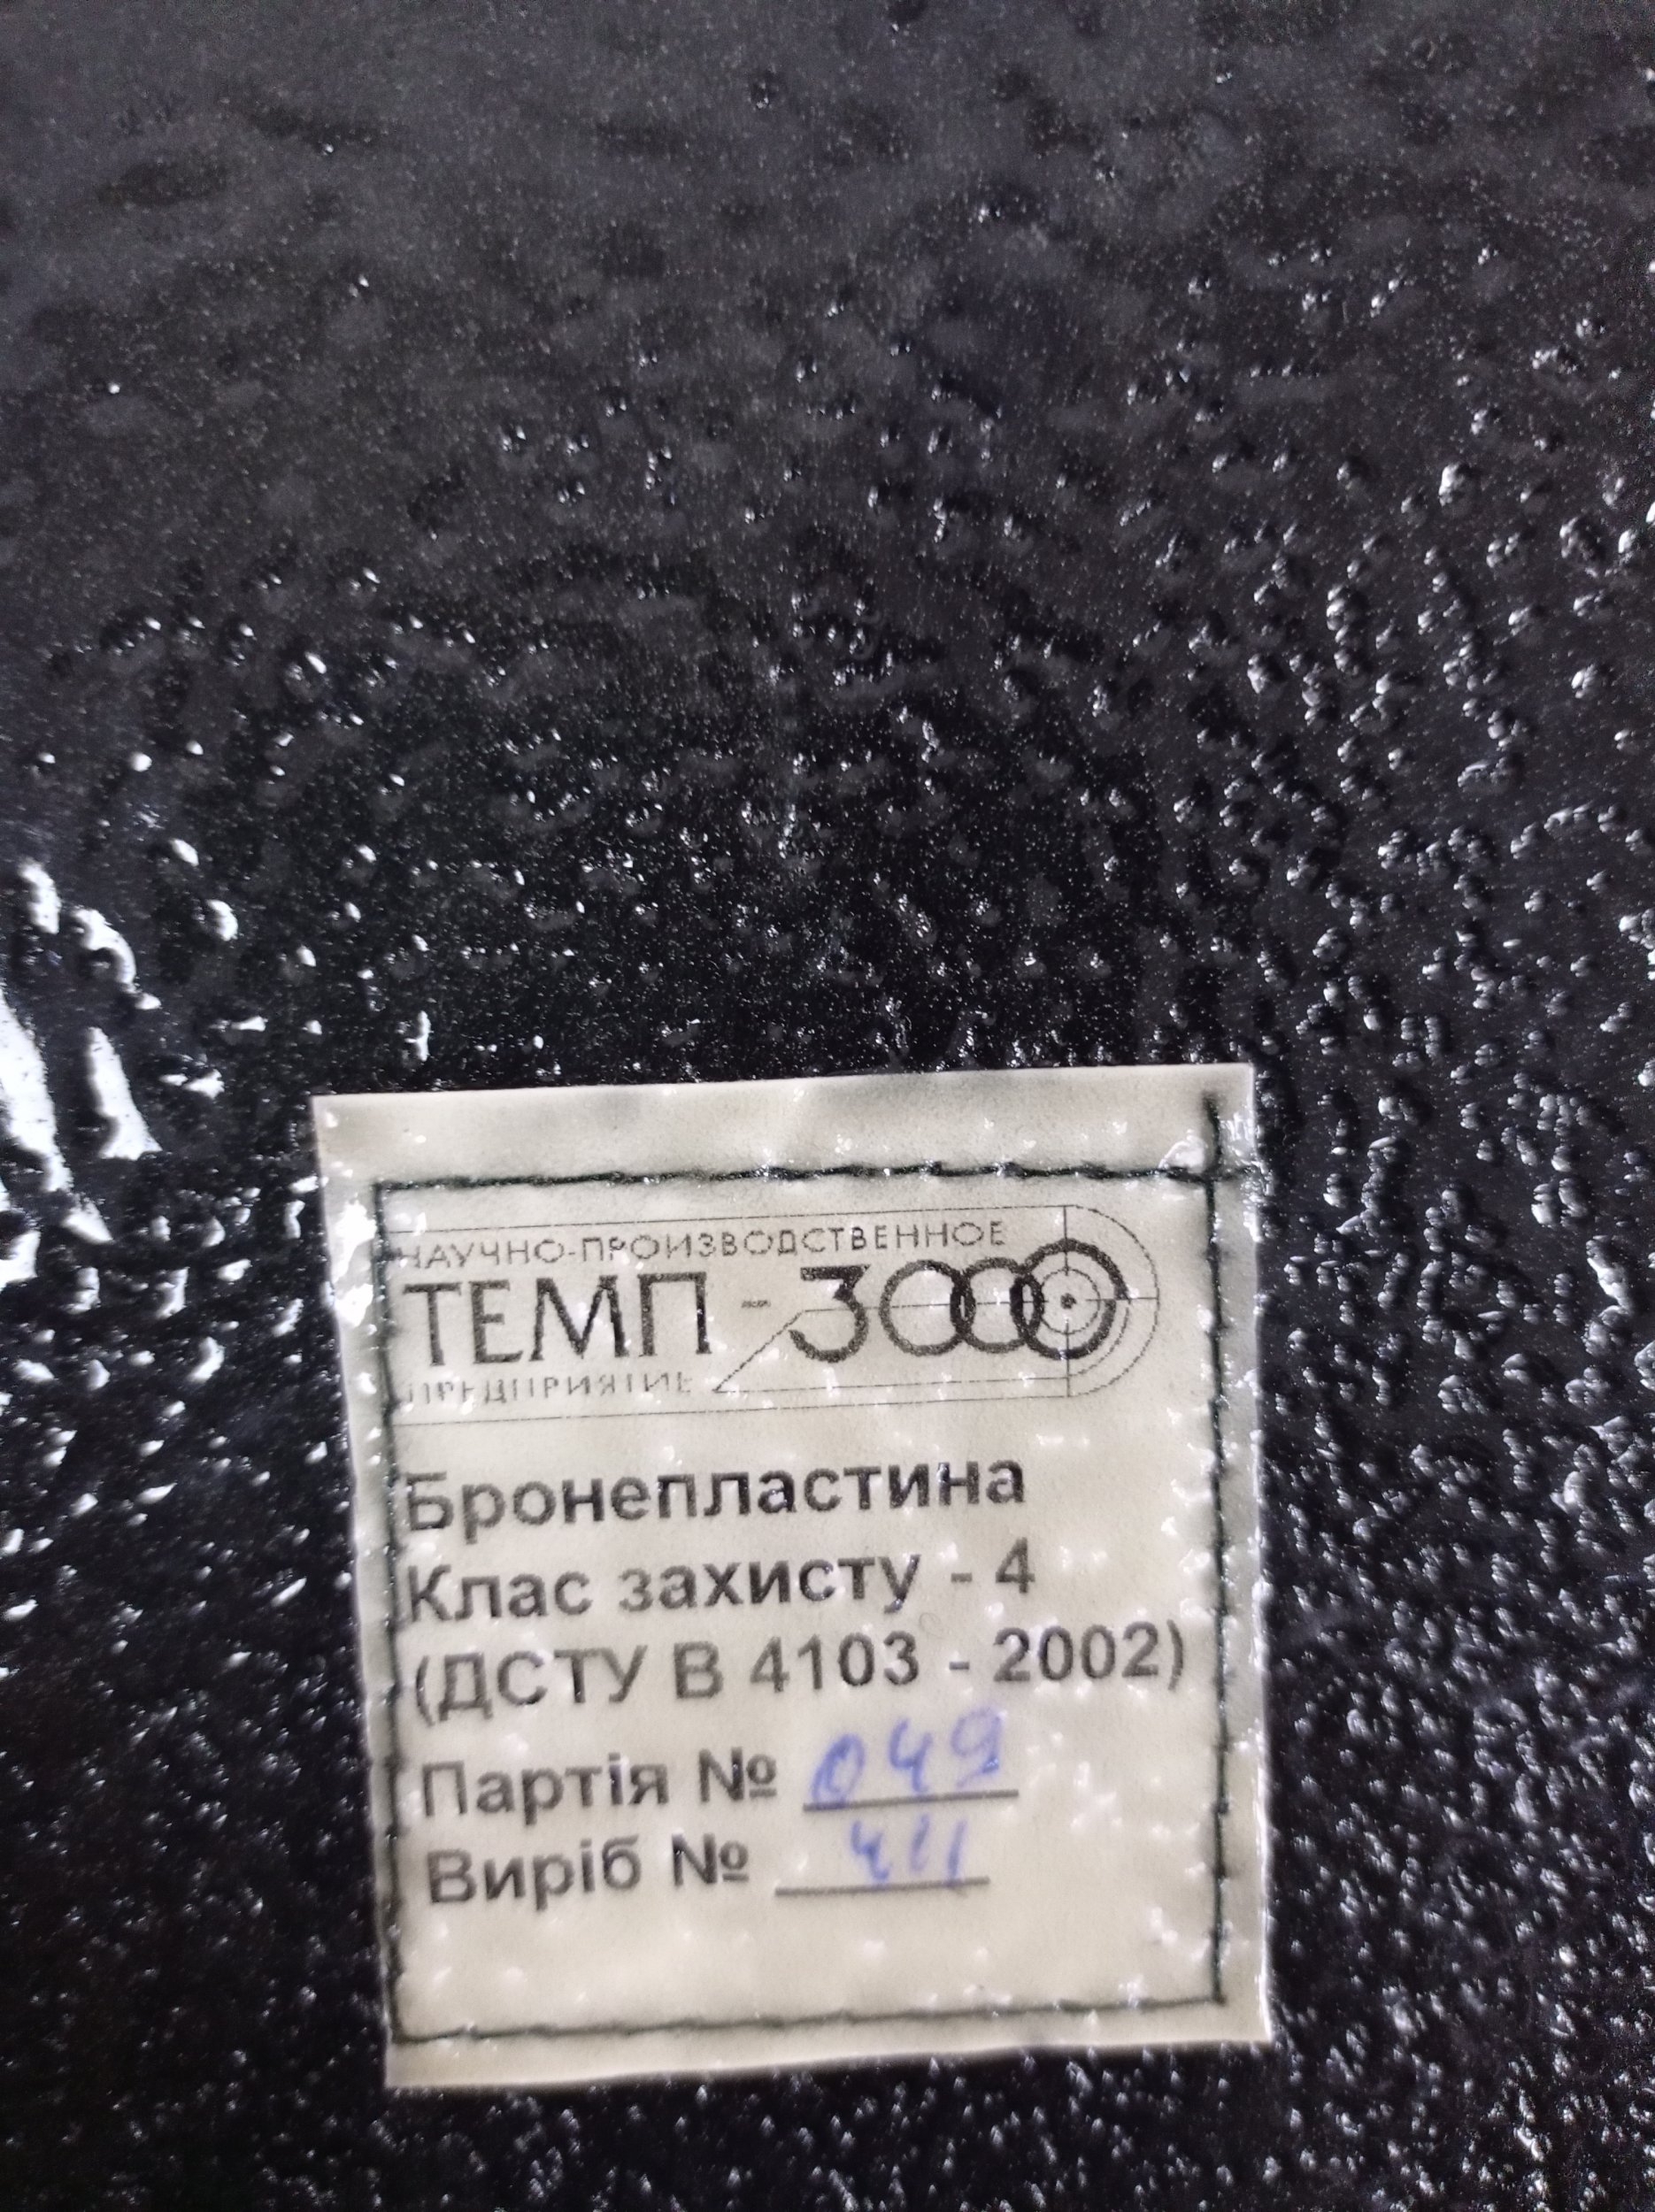 НАУЧНО-ПРОИЗВОДСТВЕННОЕ
ТЕМП - 3000
ПРЕДПРИЯТИЕ
Бронепластина
Клас захисту - 4
(ДСТУ В 4103 - 2002)
Партія № 049
Виріб № 411